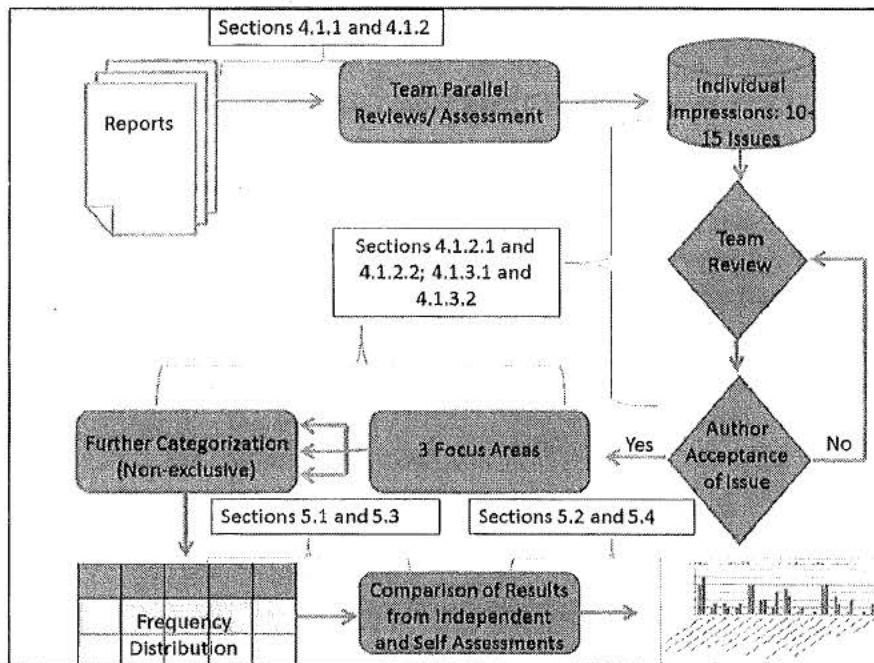 Sections 4.1.1 and 4.1.2
Reports
Team Parallel
Reviews/ Assessment
Individual
Impressions: 10-
15 Issues
Team
Review
Sections 4.1.2.1 and
4.1.2.2; 4.1.3.1 and
4.1.3.2
Author
Acceptance
of Issue
No
Yes
3 Focus Areas
Further Categorization
(Non-exclusive)
Sections 5.1 and 5.3
Sections 5.2 and 5.4
Frequency
Distribution
Comparison of Results
from Independent
and Self Assessments